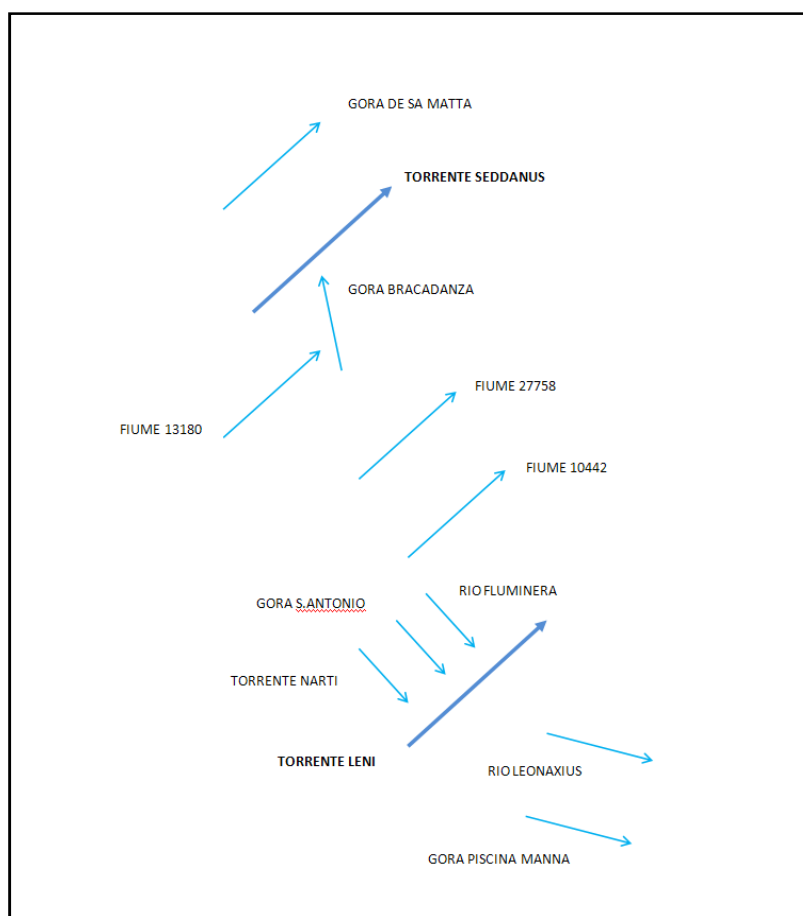 GORA DE SA MATTA
TORRENTE SEDDANUS
GORA BRACADANZA
FIUME 27758
FIUME 13180
FIUME 10442
RIO FLUMINERA
GORA S.ANTONIO
TORRENTE NARTI
TORRENTE LENI
RIO LEONAXIUS
GORA PISCINA MANNA